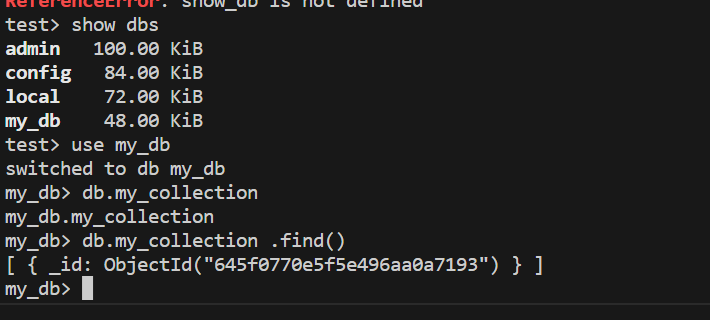 ReferenceError: show_db is not defined
test> show dbs
admin   100.00 KiB
config   84.00 KiB
local    72.00 KiB
my_db    48.00 KiB
test> use my_db
switched to db my_db
my_db> db.my_collection
my_db.my_collection
my_db> db.my_collection .find()
[ { _id: ObjectId("645f0770e5f5e496aa0a7193") } ]
my_db>